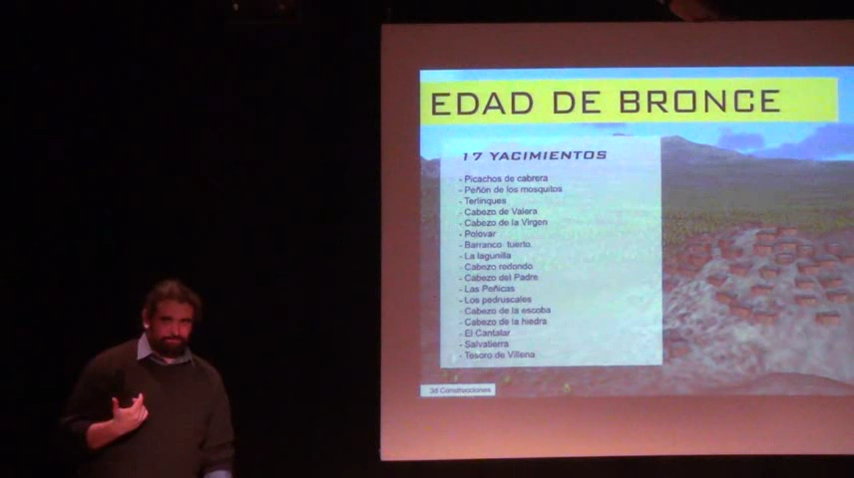 EDAD DE BRONCE
17 YACIMIENTOS
- Picachos de cabrera
- Peñón de los mosquitos
- Terlinques
- Cabezo de Valera
- Cabezo de la Virgen
- Polovar
- Barranco tuerto.
- La lagunilla
- Cabezo redondo
- Cabezo del Padre
- Las Peñicas
- Los pedruscales
- Cabezo de la escoba
- Cabezo de la hiedra
- El Cantalar
- Salvatierra
- Tesoro de Villena
3d Construcciones